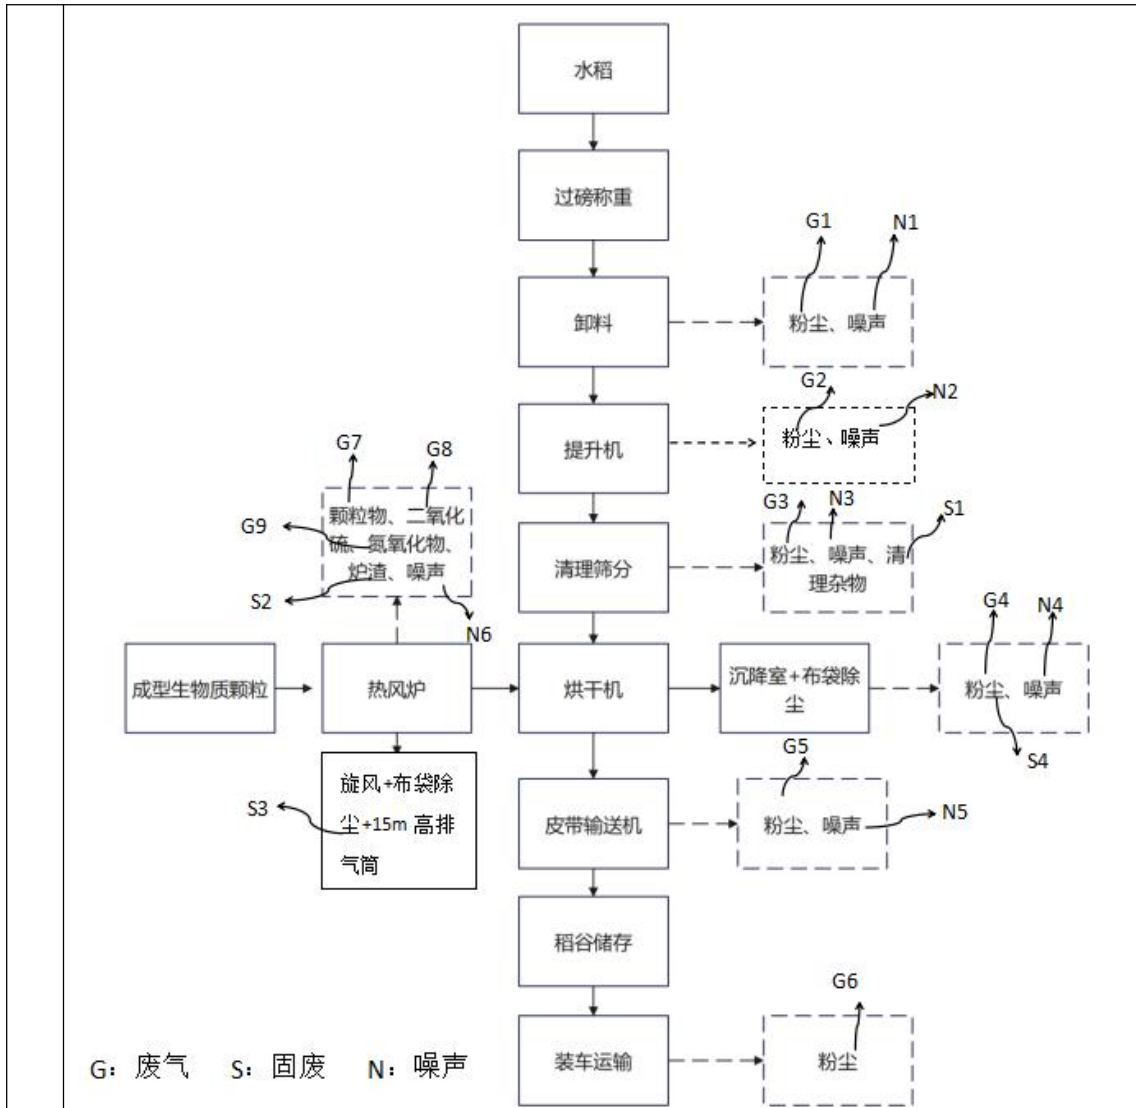 水稻
过磅称重
G1
N1
卸料
粉尘、噪声
G2
N2
提升机
粉尘、噪声
G7
G8
G9
颗粒物、二氧化
硫、氮氧化物、
炉渣、噪声
S2
N6
G3
N3
S1
清理筛分
粉尘、噪声、清
理杂物
G4
N4
成型生物质颗粒
热风炉
烘干机
沉降室+布袋除
尘
粉尘、噪声
S4
S3
旋风+布袋除
尘+15m 高排
气筒
G5
皮带输送机
粉尘、噪声
N5
稻谷储存
G6
装车运输
粉尘
G：废气 S：固废 N：噪声